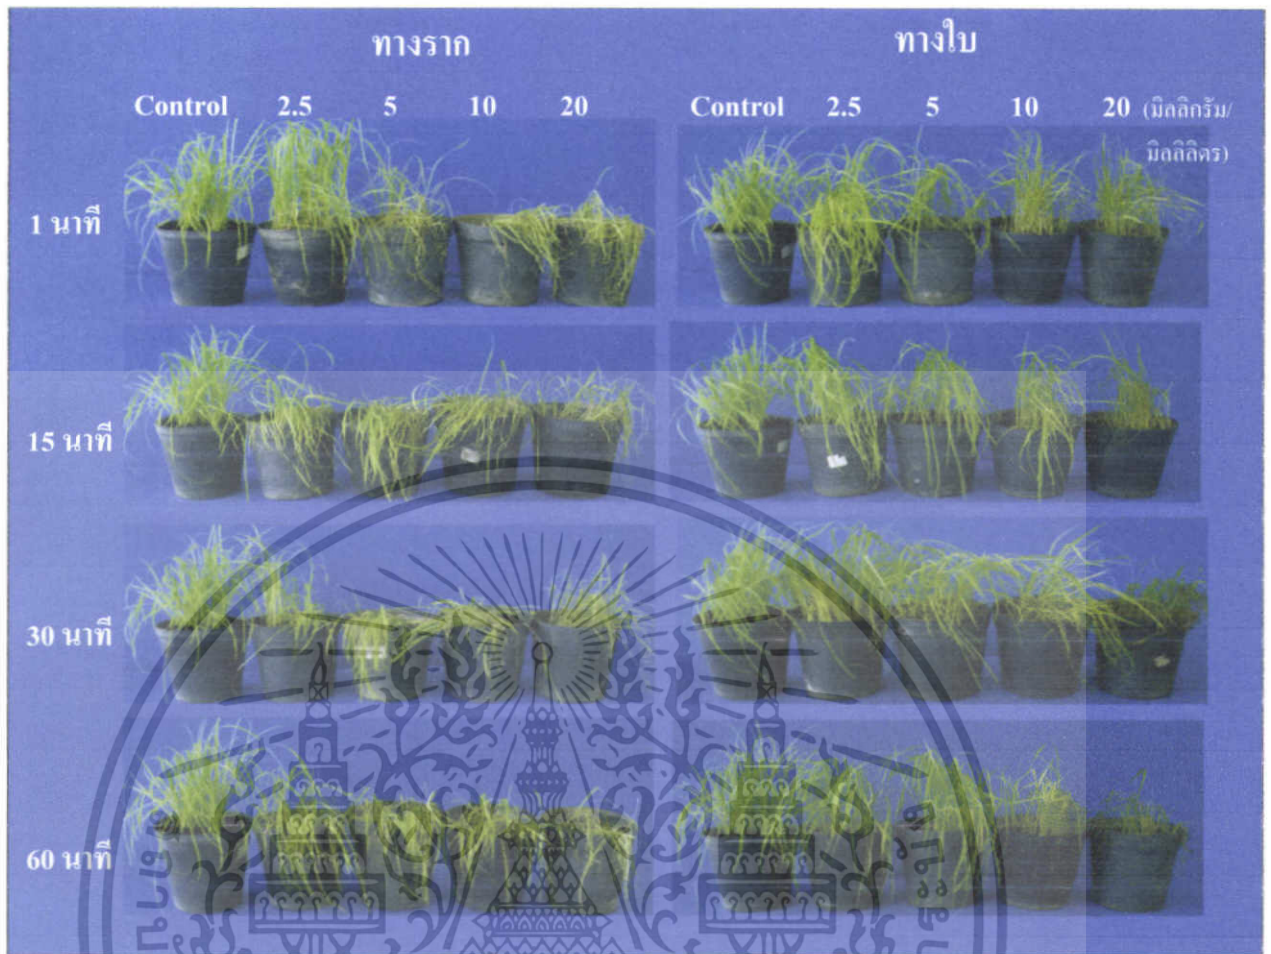 ทางราก ทางใบ
Control 2.5 5 10 20 Control 2.5 5 10 20 (มิลลิกรัม/
มิลลิลิตร)
1 นาที
15 นาที
30 นาที
60 นาที